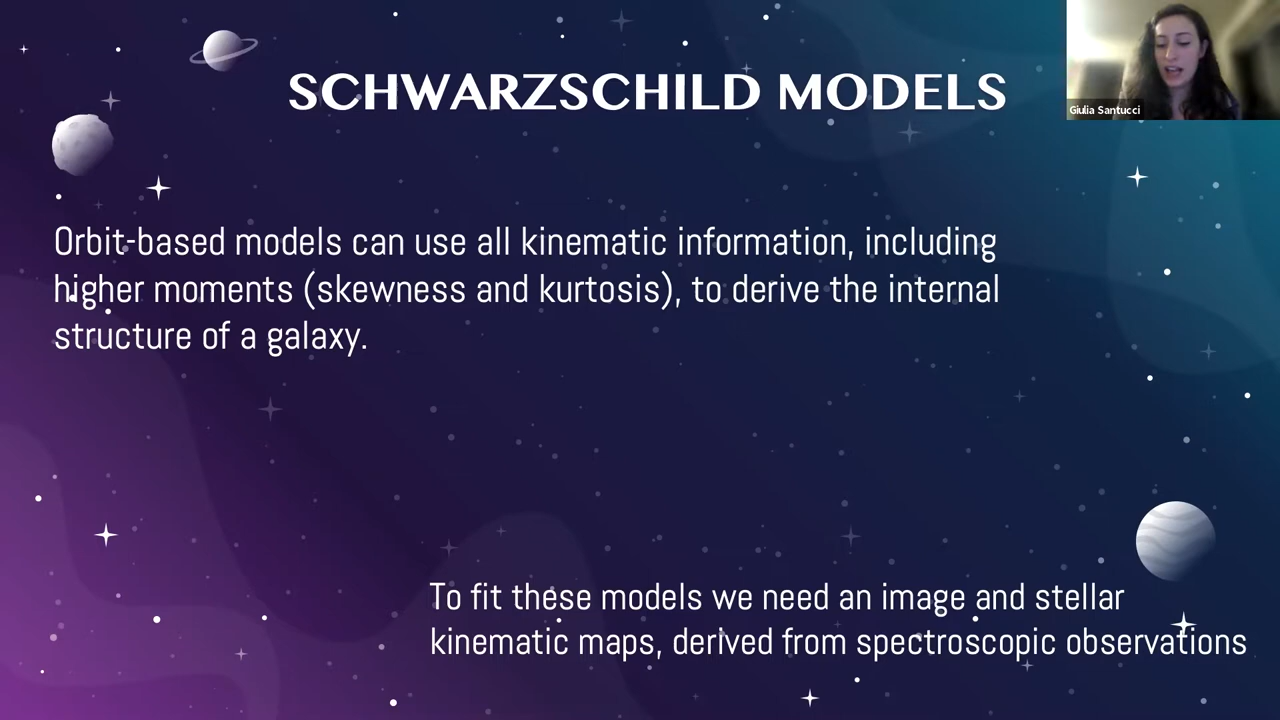 SCHWARZSCHILD MODELS
Giulia Santucci
Orbit-based models can use all kinematic information, including
higher moments (skewness and kurtosis), to derive the internal
structure of a galaxy.
To fit these models we need an image and stellar
kinematic maps, derived from spectroscopic observations